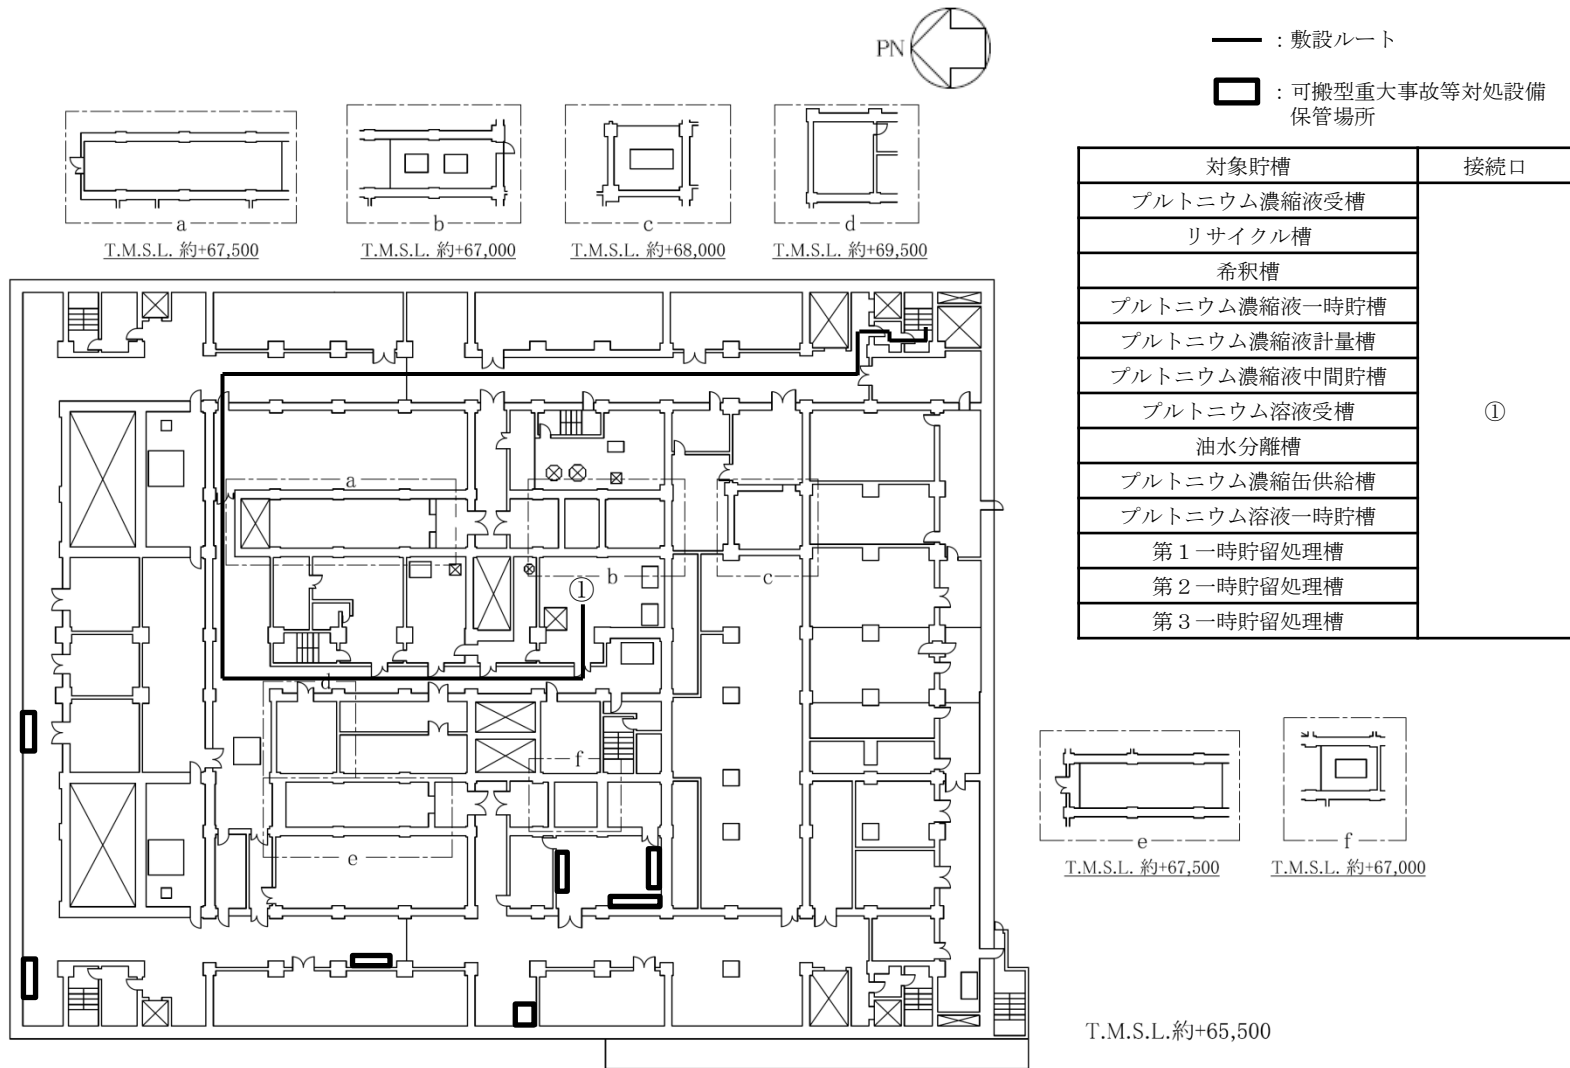 PN
：敷設ルート
：可搬型重大事故等対処設備
保管場所
a
T.M.S.L. 約+67,500
b
T.M.S.L. 約+67,000
c
T.M.S.L. 約+68,000
d
T.M.S.L. 約+69,500
対象貯槽 接続口
プルトニウム濃縮液受槽
リサイクル槽
希釈槽
プルトニウム濃縮液一時貯槽
プルトニウム濃縮液計量槽
プルトニウム濃縮液中間貯槽
プルトニウム溶液受槽 ①
油水分離槽
プルトニウム濃縮缶供給槽
プルトニウム溶液一時貯槽
第１一時貯留処理槽
第２一時貯留処理槽
第３一時貯留処理槽
a
b
c
①
d
f
e
e
T.M.S.L. 約+67,500
f
T.M.S.L. 約+67,000
T.M.S.L.約+65,500